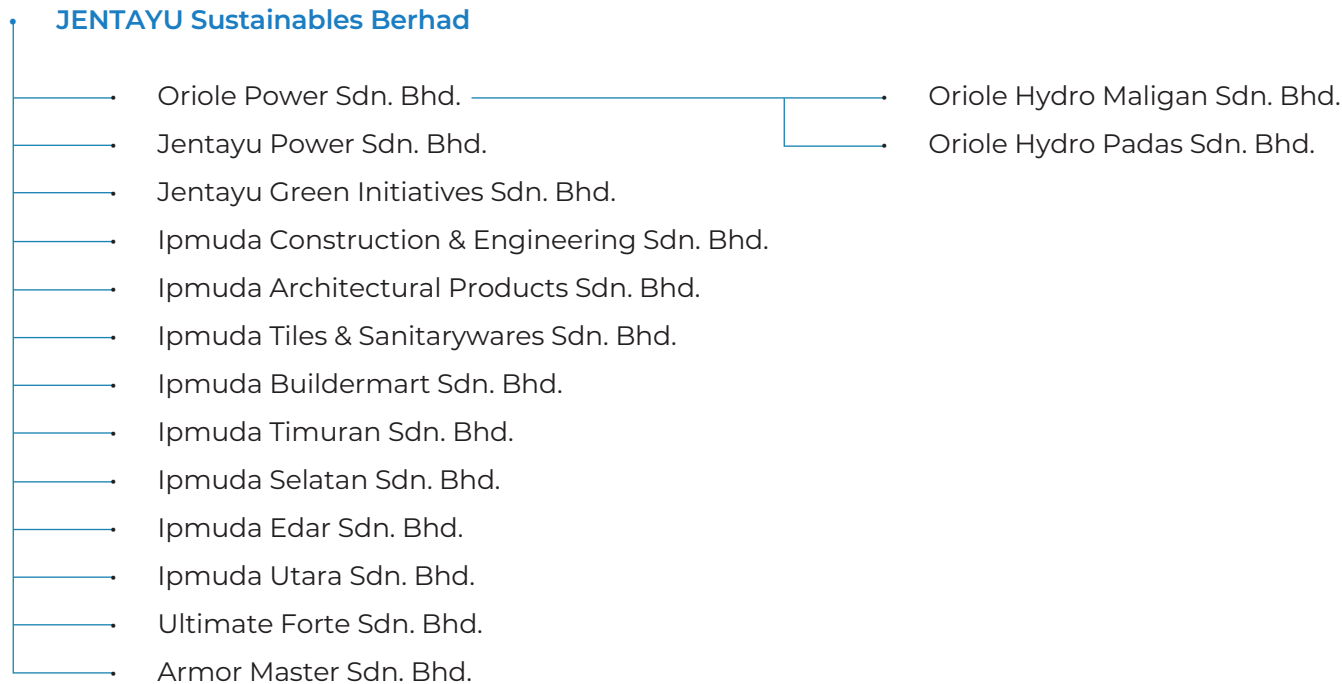 JENTAYU Sustainables Berhad
Oriole Power Sdn. Bhd.
Oriole Hydro Maligan Sdn. Bhd.
Jentayu Power Sdn. Bhd.
Oriole Hydro Padas Sdn. Bhd.
Jentayu Green Initiatives Sdn. Bhd.
Ipmuda Construction & Engineering Sdn. Bhd.
Ipmuda Architectural Products Sdn. Bhd.
Ipmuda Tiles & Sanitarywares Sdn. Bhd.
Ipmuda Buildermart Sdn. Bhd.
Ipmuda Timuran Sdn. Bhd.
Ipmuda Selatan Sdn. Bhd.
Ipmuda Edar Sdn. Bhd.
Ipmuda Utara Sdn. Bhd.
Ultimate Forte Sdn. Bhd.
Armor Master Sdn. Bhd.